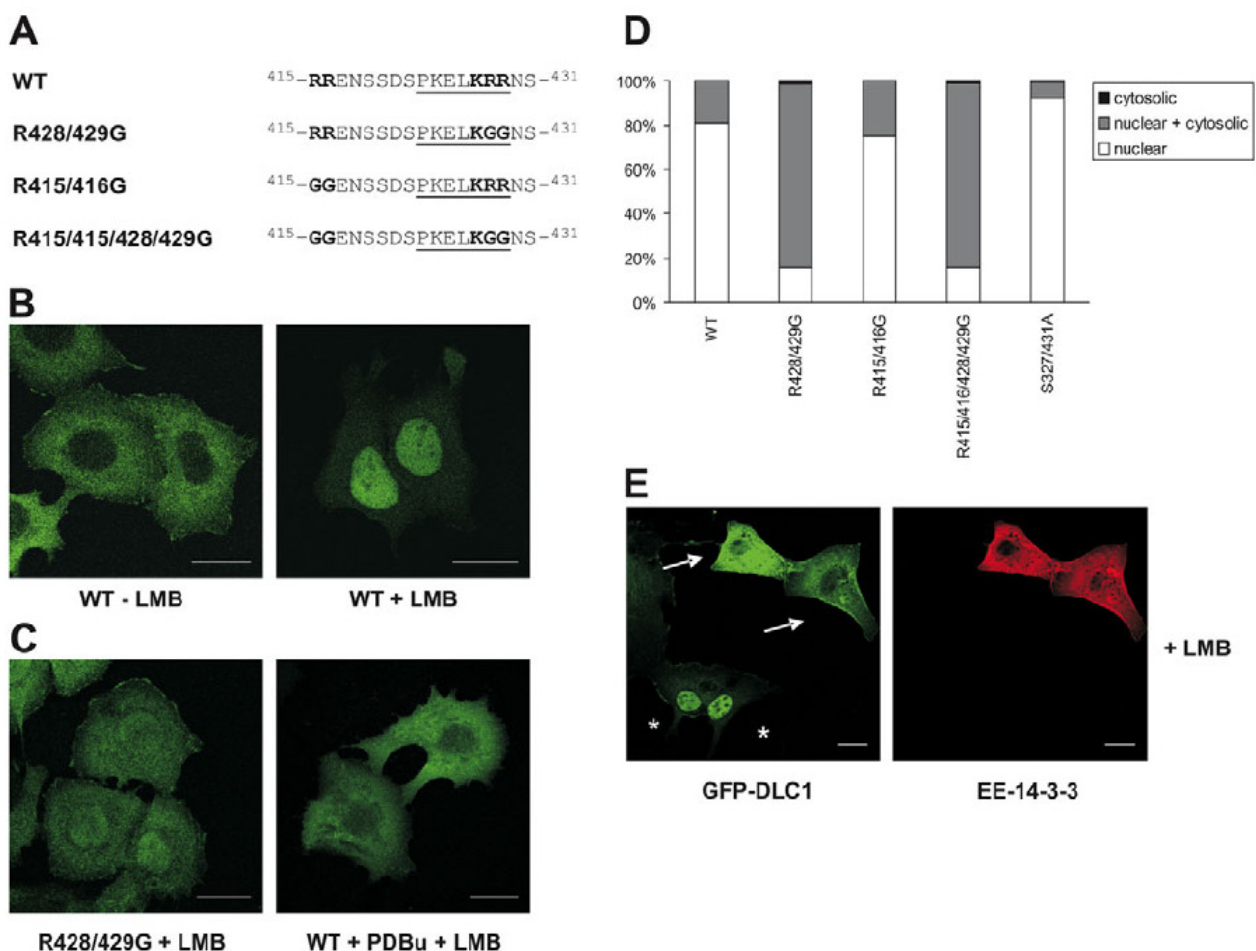 A
WT 415-RRENSSDSPKELKRRNS-431
R428/429G 415-RRENSSDSPKELKGGNS-431
R415/416G 415-GGENSSDSPKELKRRNS-431
R415/415/428/429G 415-GGENSSDSPKELKGGNS-431
B
WT - LMB
WT + LMB
C
R428/429G + LMB
WT + PDBu + LMB
D
100%
80%
60%
40%
20%
0%
WT
R428/429G
R415/416G
R415/416/428/429G
S327/431A
cytosolic
nuclear + cytosolic
nuclear
E
* *
+ LMB
GFP-DLC1
EE-14-3-3